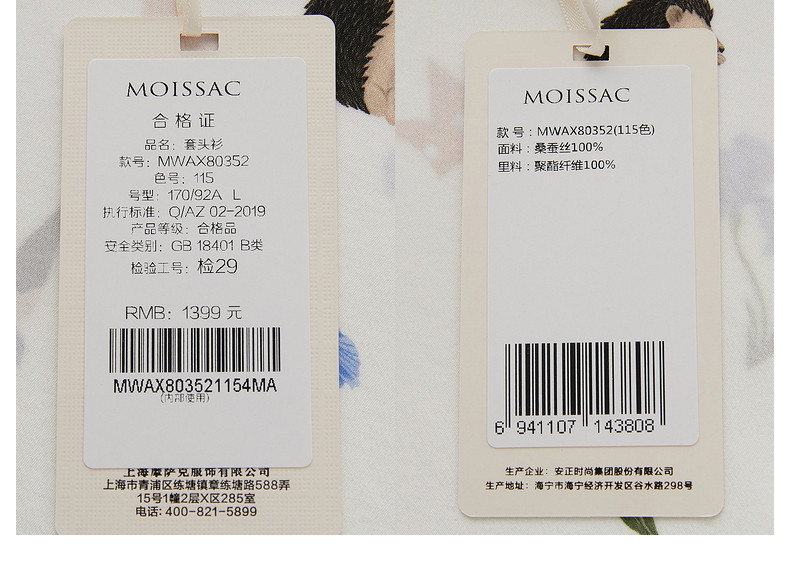 MOISSAC
合格证
品名：套头衫
款号：MWAX80352
色号：115
号型：170/92A L
执行标准：Q/AZ 02-2019
产品等级：合格品
安全类别：GB 18401 B类
检验工号：检29
RMB：1399 元
MWAX803521154MA
(内部使用)
上海摩萨克服饰有限公司
上海市青浦区练塘镇章练塘路588弄
15号1幢2层X区285室
电话: 400-821-5899
MOISSAC
款 号：MWAX80352(115色)
面料：桑蚕丝100%
里料：聚酯纤维100%
6 941107 143808
生产企业：安正时尚集团股份有限公司
生产地址：海宁市海宁经济开发区谷水路298号